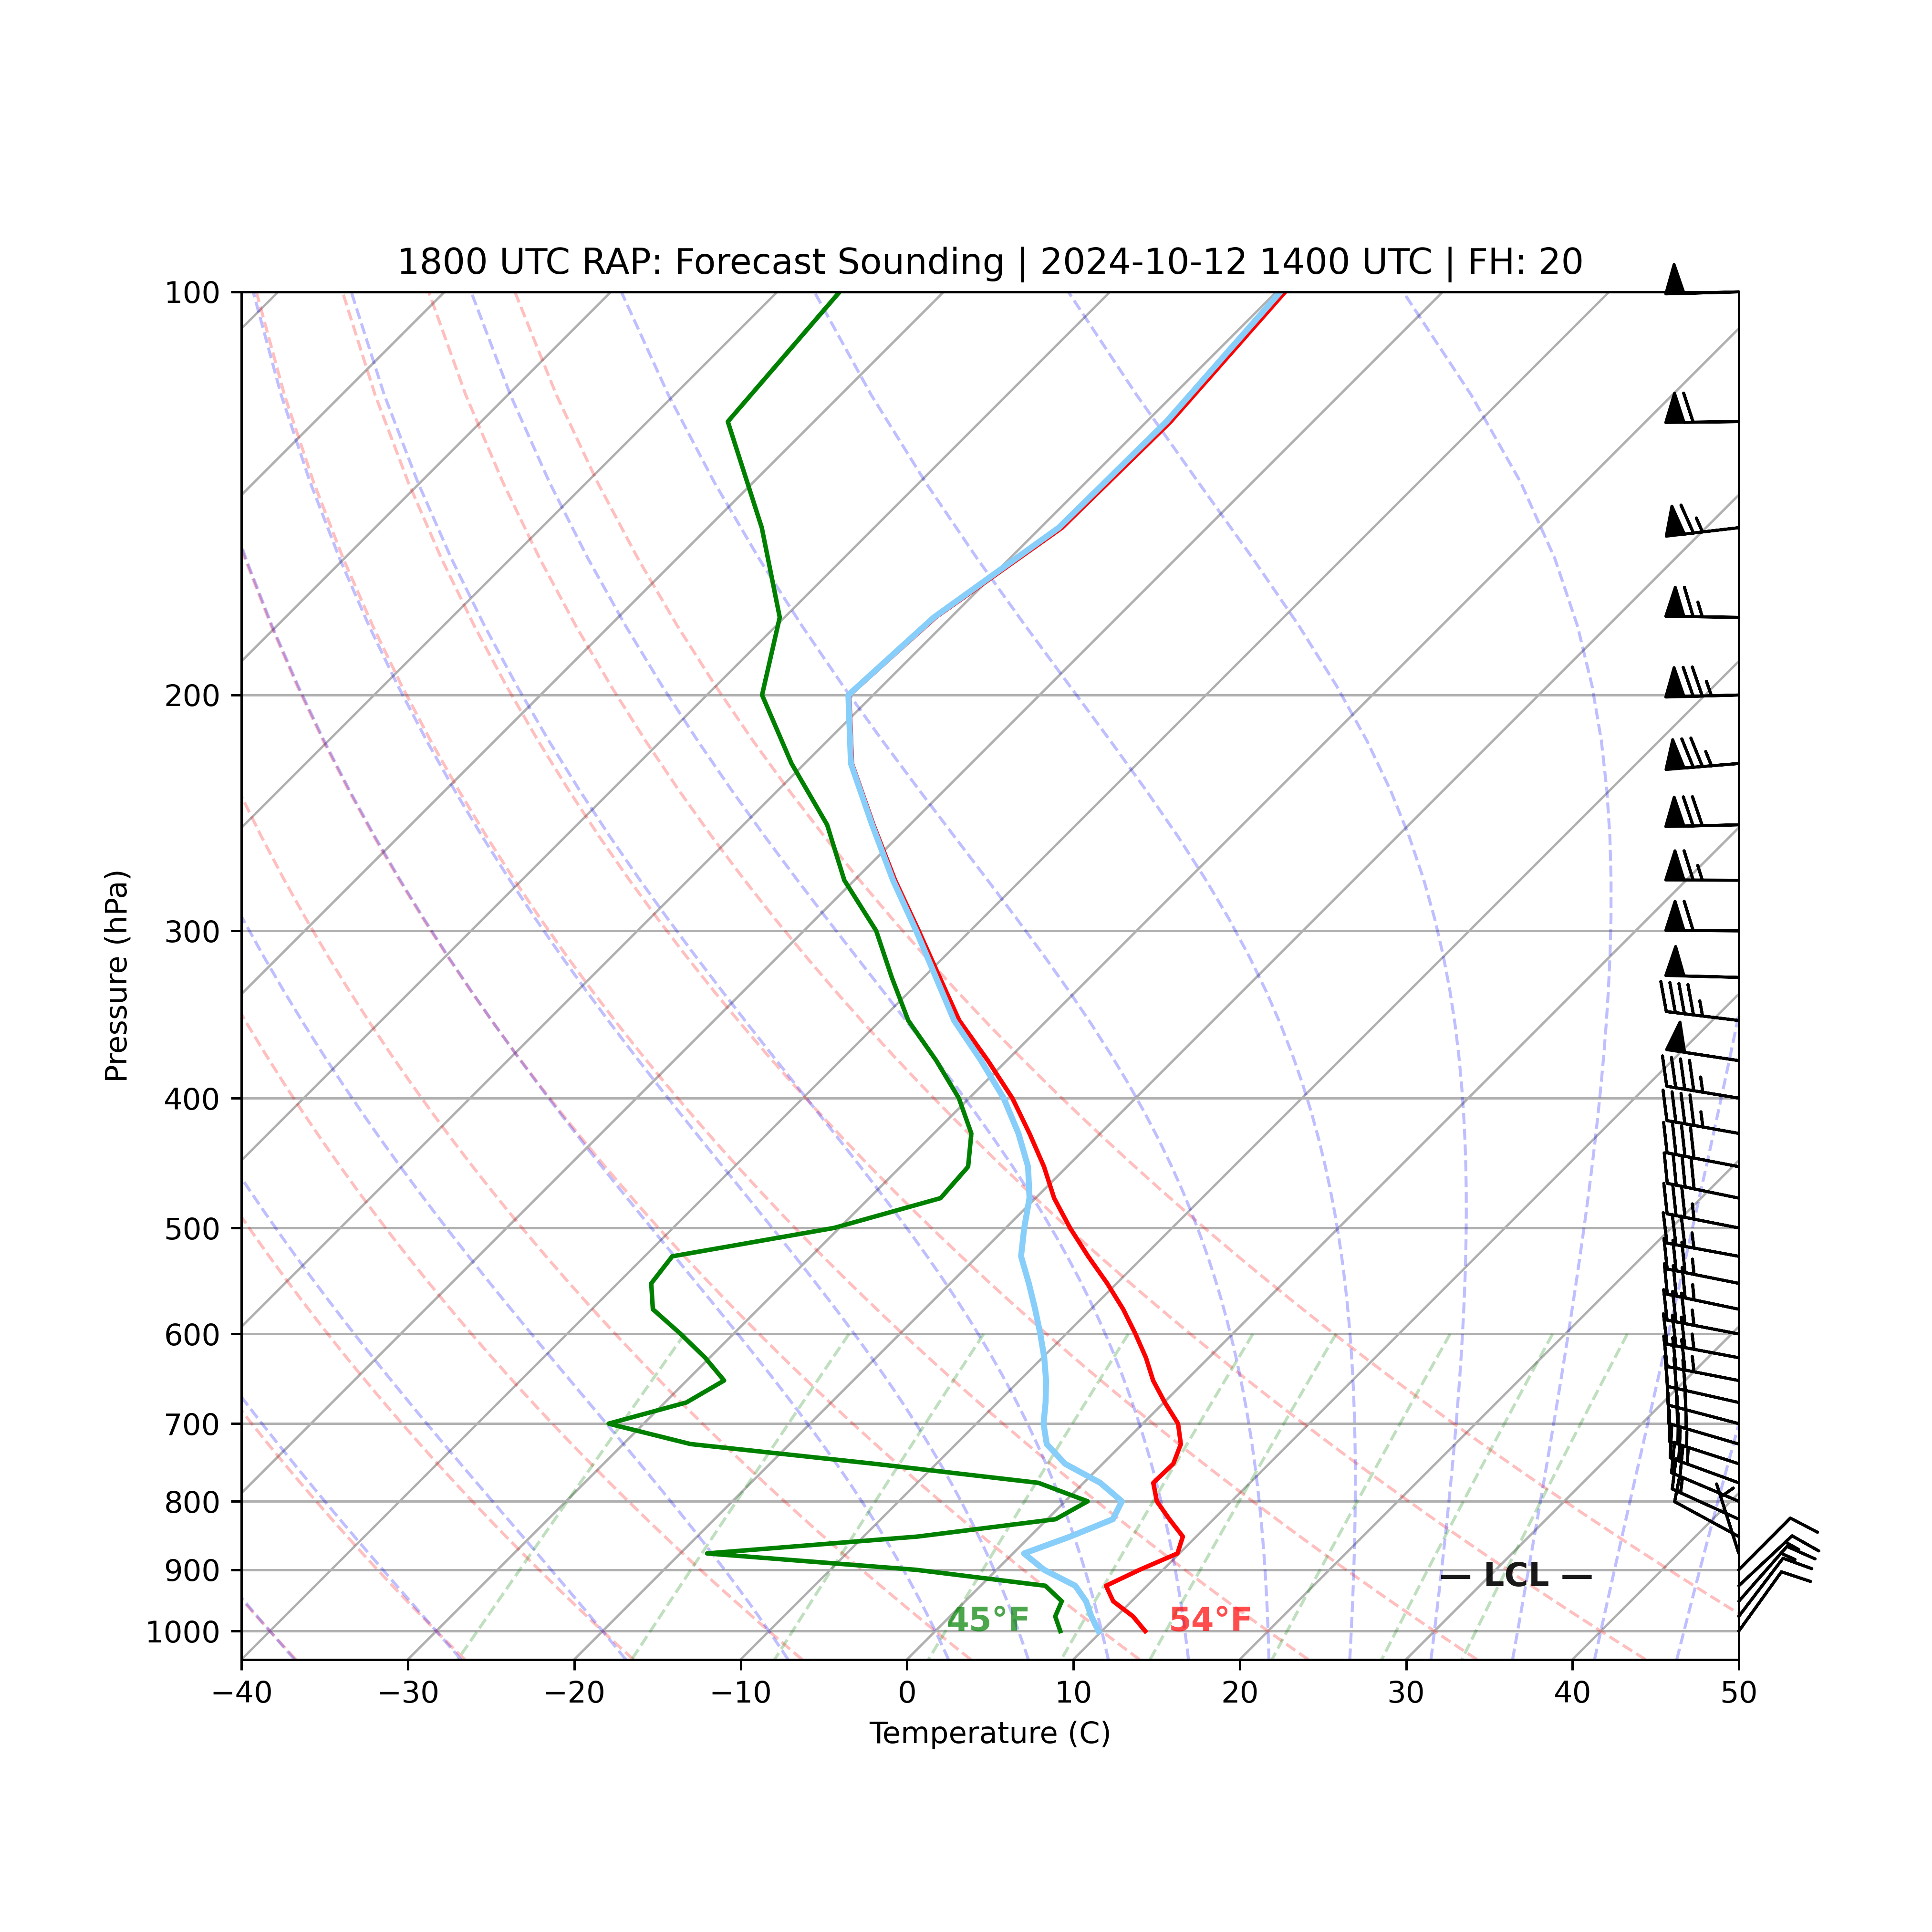 1800 UTC RAP: Forecast Sounding | 2024-10-12 1400 UTC | FH: 20
100
200
300
400
500
600
700
800
900
1000
Pressure (hPa)
— LCL —
45°F
54°F
−40 −30 −20 −10 0 10 20 30 40 50
Temperature (C)